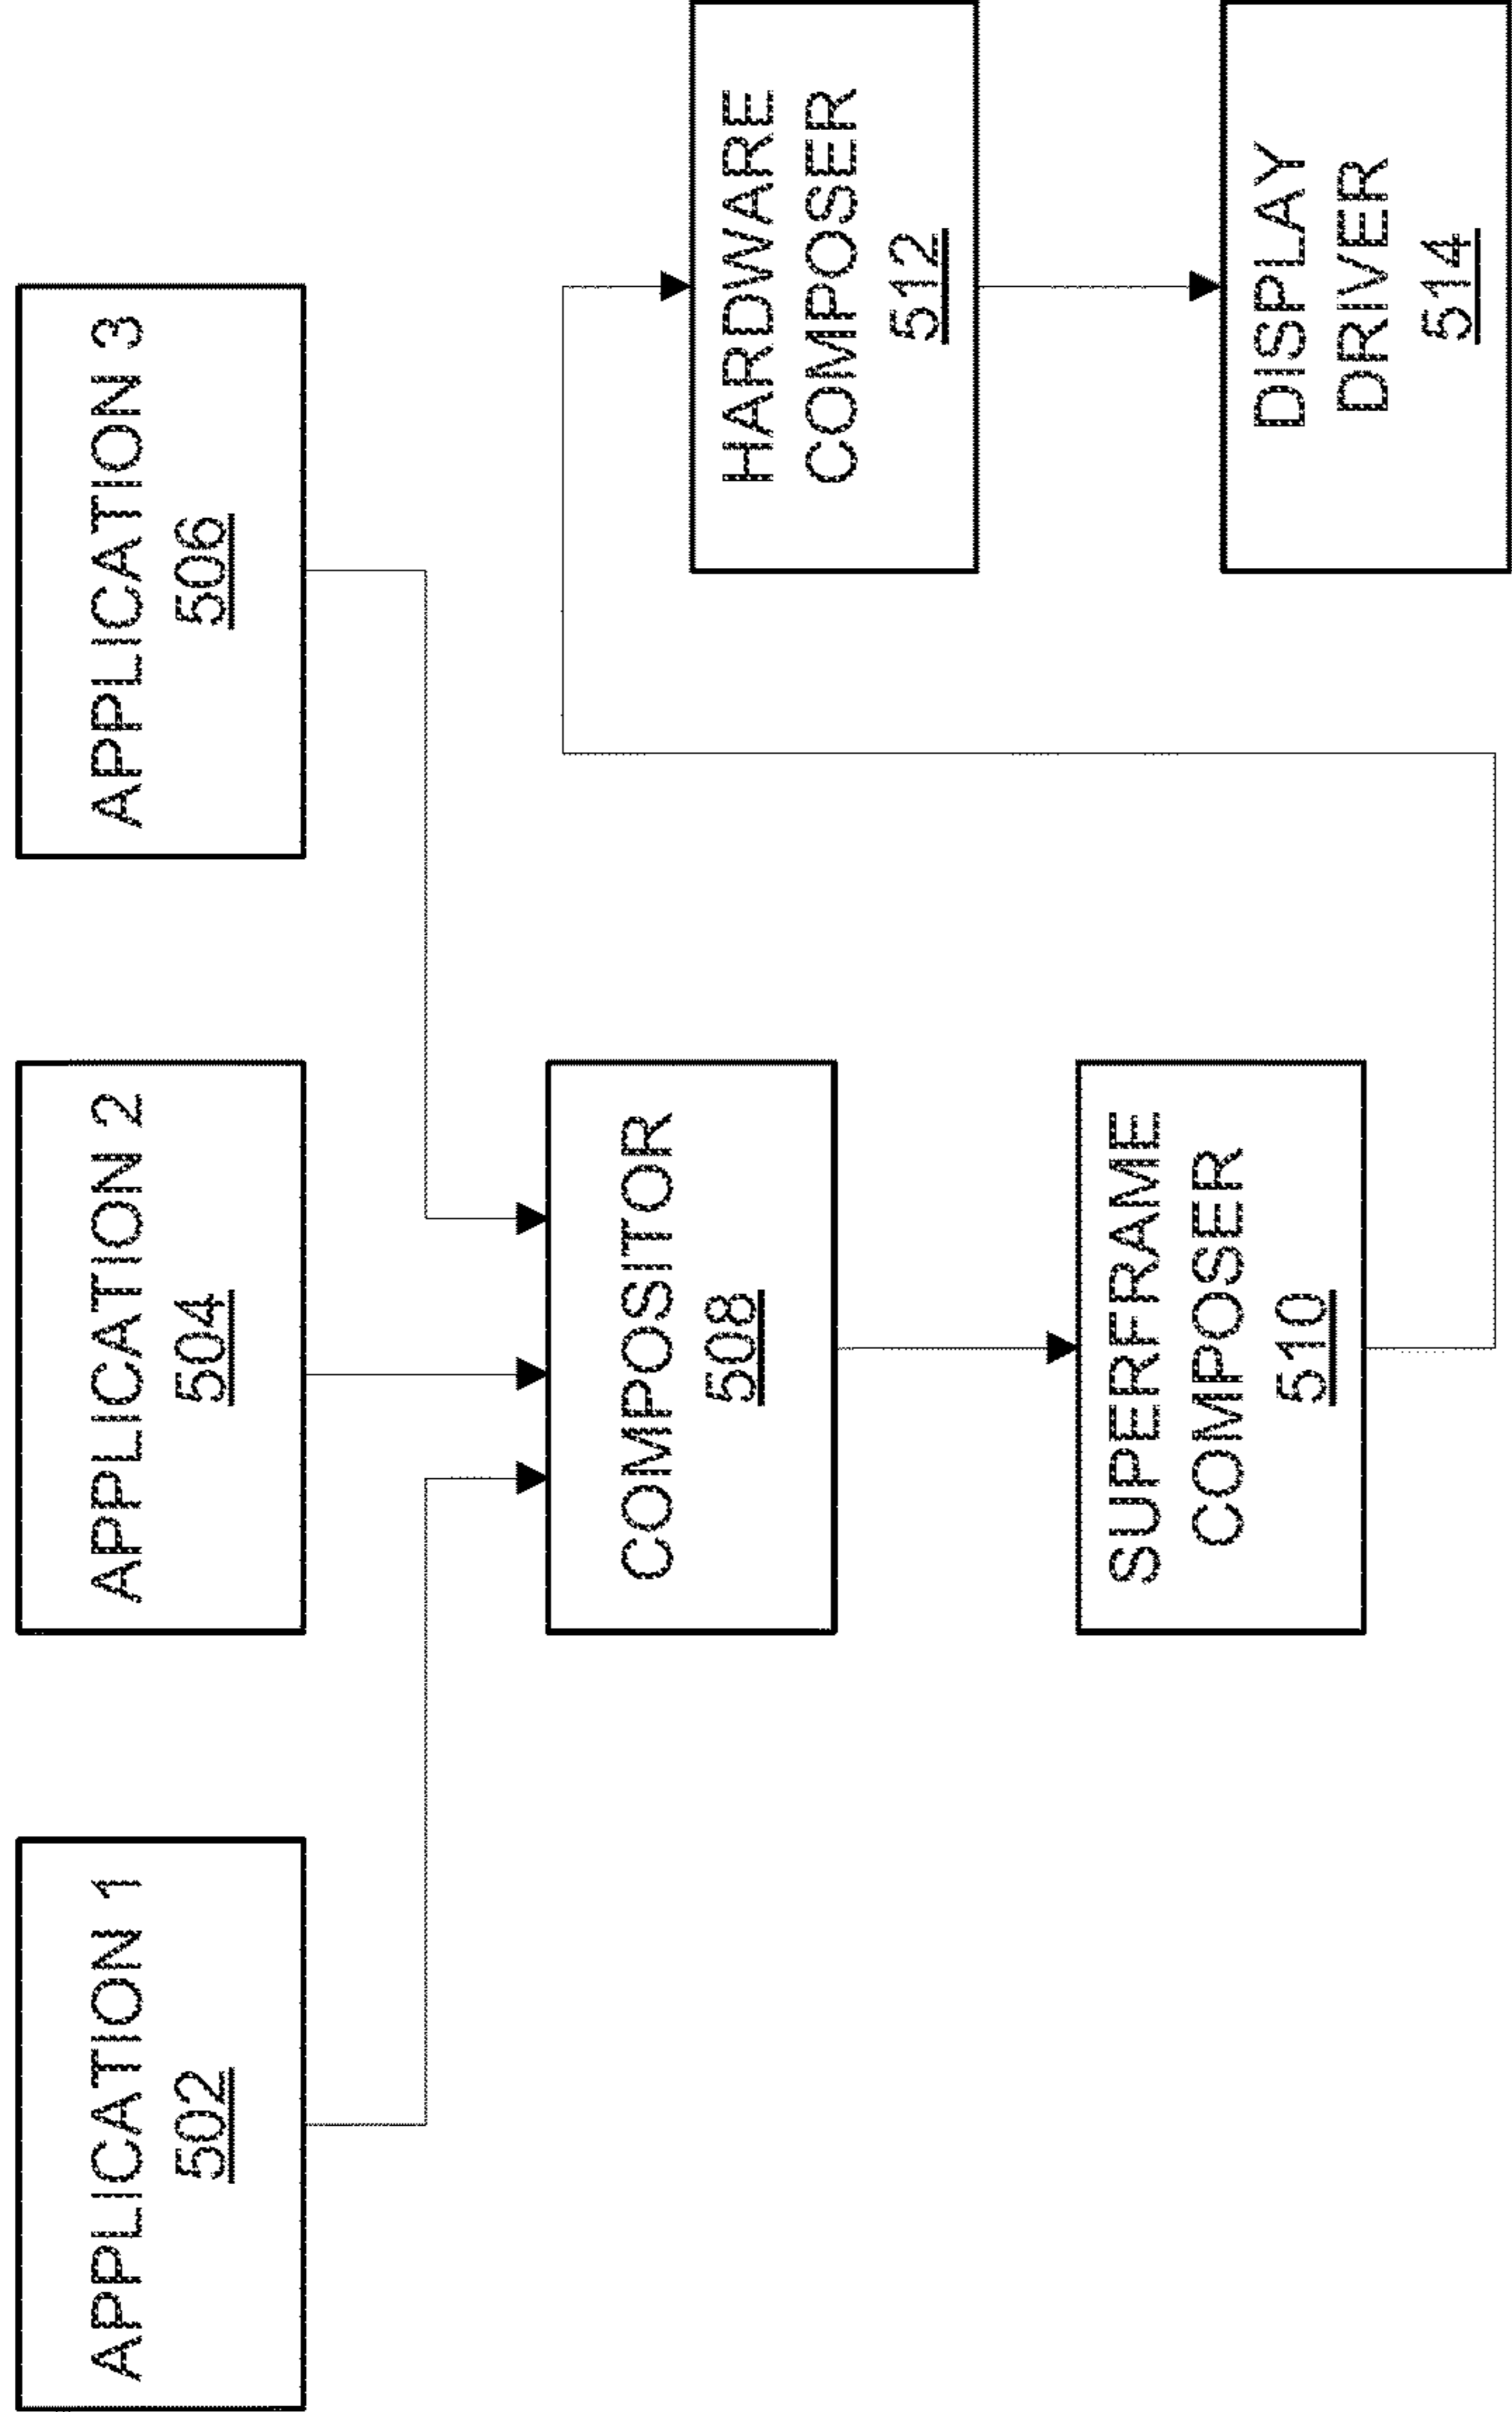 APPLICATION 1
502
APPLICATION 2
504
APPLICATION 3
506
COMPOSITOR
508
SUPERFRAME
COMPOSER
510
HARDWARE
COMPOSER
512
DISPLAY
DRIVER
514